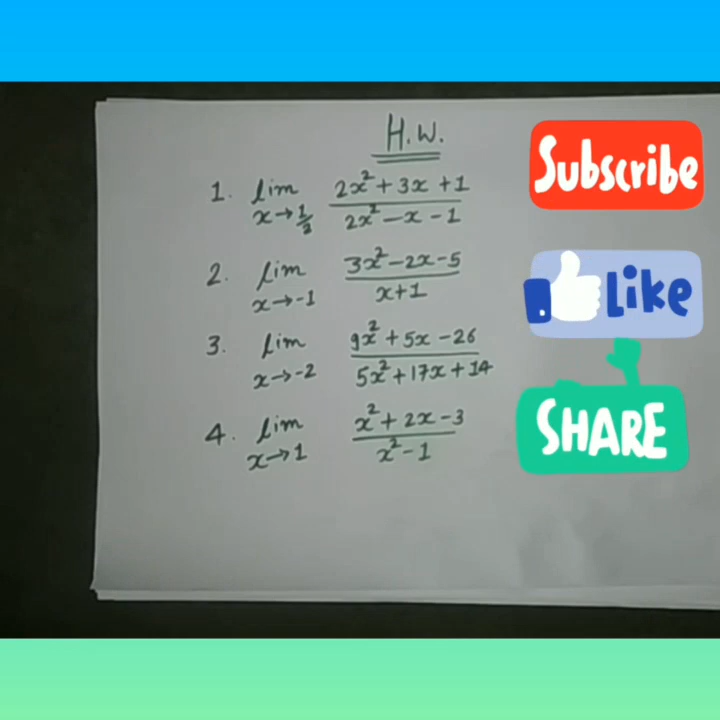 H.W.
1. lim x→1/2 (2x²+3x+1)/(2x²-x-1)
2. lim x→-1 (3x²-2x-5)/(x+1)
3. lim x→-2 (9x²+5x-26)/(5x²+17x+14)
4. lim x→1 (x²+2x-3)/(x²-1)
Subscribe
Like
SHARE